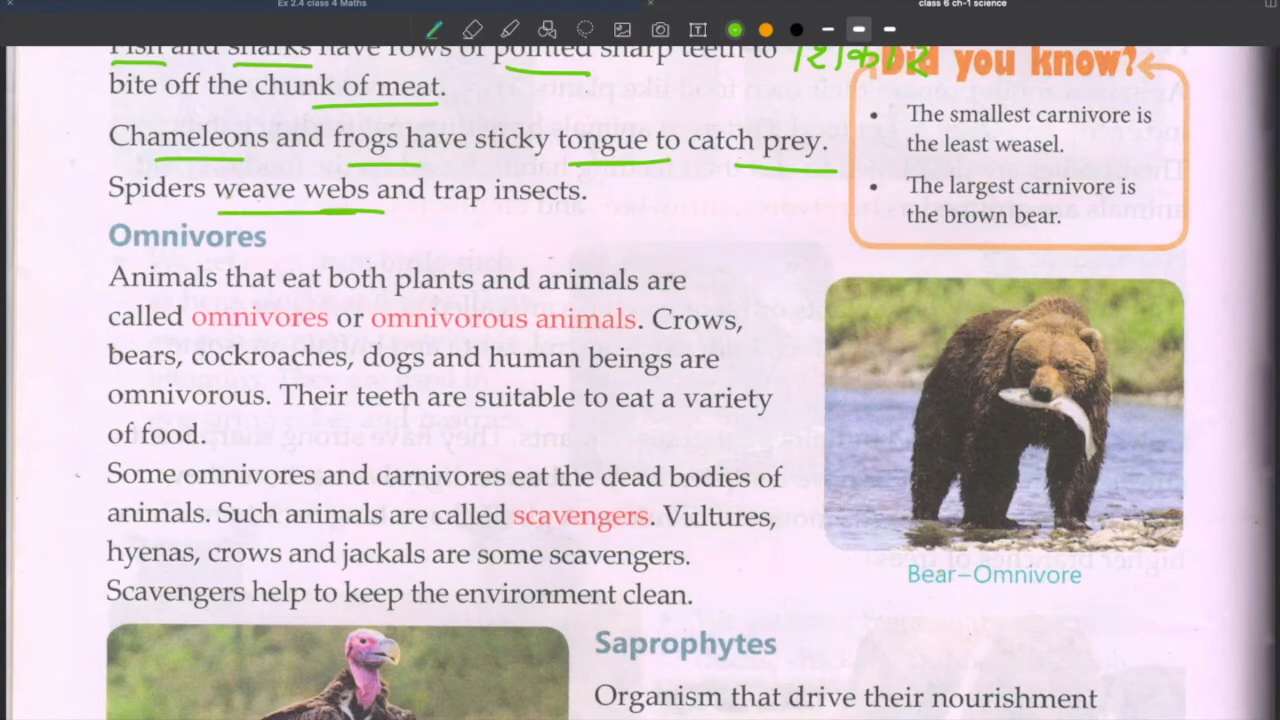 Ex 2.4 class 4 Maths
class 6 ch-1 science
Fish and sharks have rows of pointed sharp teeth to
bite off the chunk of meat.
Chameleons and frogs have sticky tongue to catch prey.
Spiders weave webs and trap insects.
शिकार
Did you know?
• The smallest carnivore is
the least weasel.
• The largest carnivore is
the brown bear.
Omnivores
Animals that eat both plants and animals are
called omnivores or omnivorous animals. Crows,
bears, cockroaches, dogs and human beings are
omnivorous. Their teeth are suitable to eat a variety
of food.
Some omnivores and carnivores eat the dead bodies of
animals. Such animals are called scavengers. Vultures,
hyenas, crows and jackals are some scavengers.
Scavengers help to keep the environment clean.
Bear–Omnivore
Saprophytes
Organism that drive their nourishment